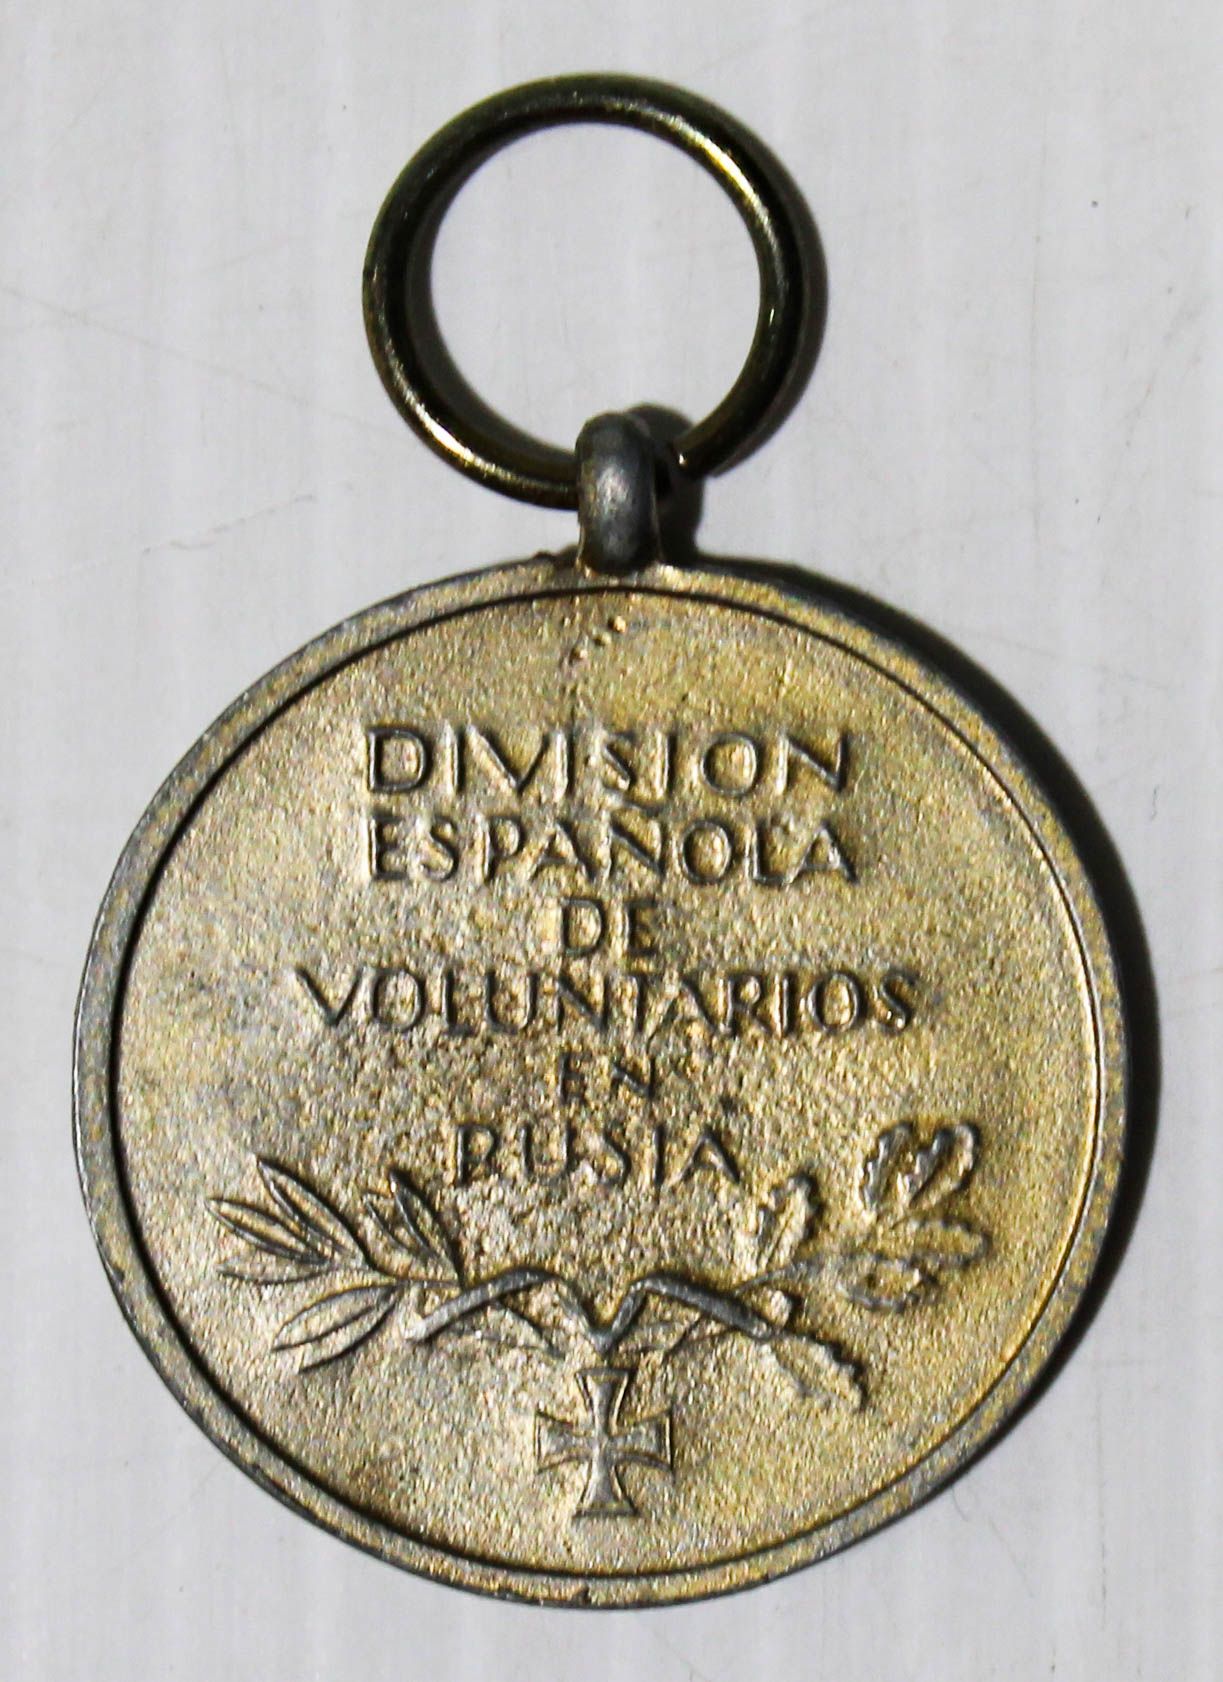 DIVISION
ESPAÑOLA
DE
VOLUNTARIOS
EN
RUSIA